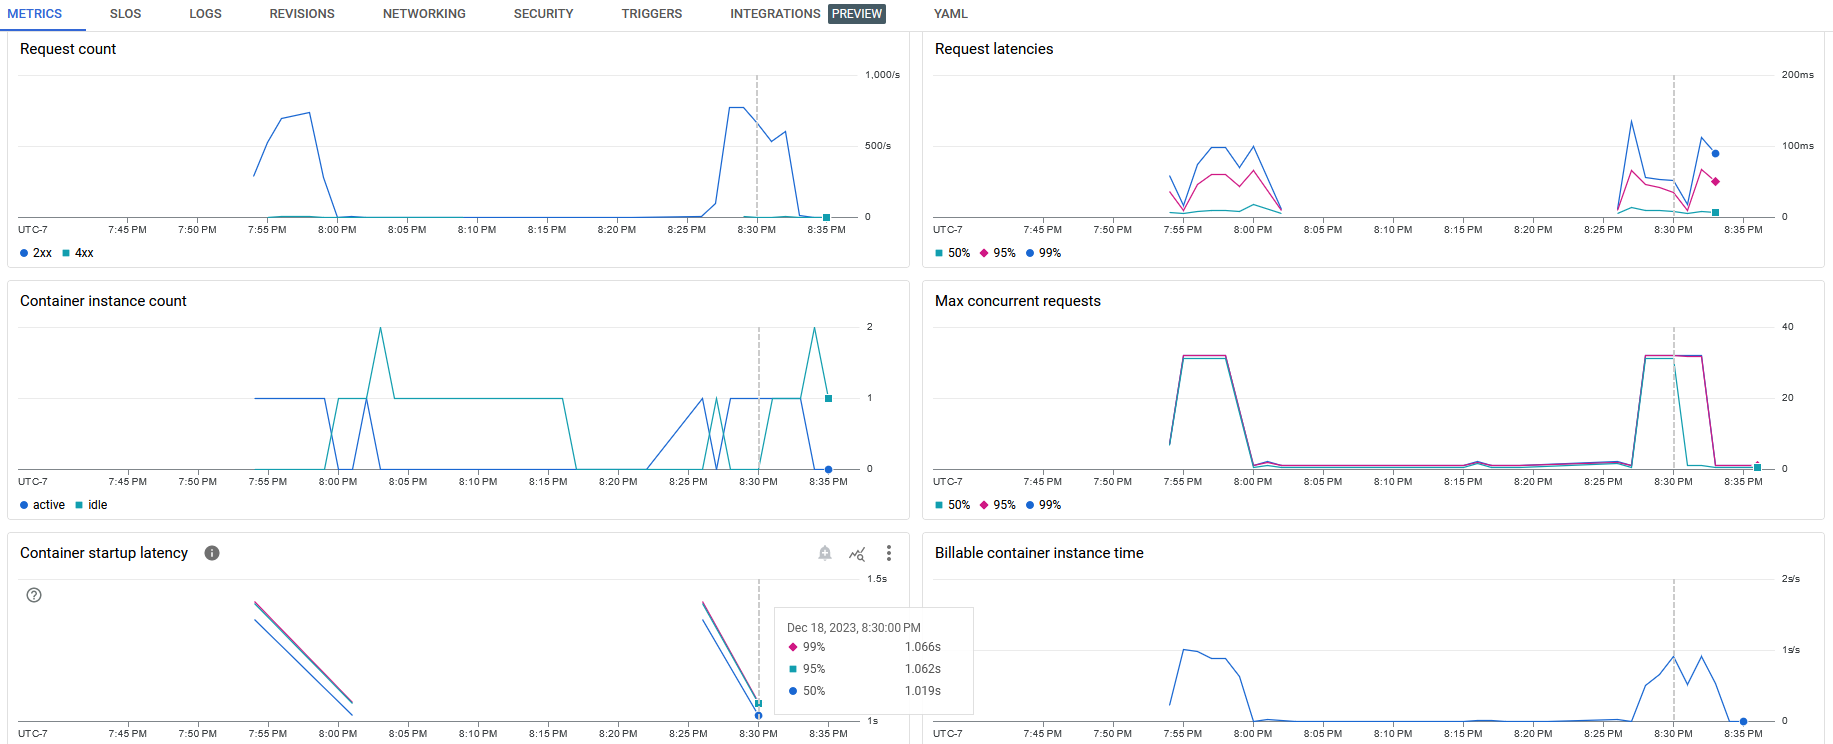 METRICS SLOS LOGS REVISIONS NETWORKING SECURITY TRIGGERS INTEGRATIONS PREVIEW YAML
Request count
1,000/s
500/s
0
UTC-7 7:45 PM 7:50 PM 7:55 PM 8:00 PM 8:05 PM 8:10 PM 8:15 PM 8:20 PM 8:25 PM 8:30 PM 8:35 PM
2xx 4xx
Request latencies
200ms
100ms
0
UTC-7 7:45 PM 7:50 PM 7:55 PM 8:00 PM 8:05 PM 8:10 PM 8:15 PM 8:20 PM 8:25 PM 8:30 PM 8:35 PM
50% 95% 99%
Container instance count
2
1
0
UTC-7 7:45 PM 7:50 PM 7:55 PM 8:00 PM 8:05 PM 8:10 PM 8:15 PM 8:20 PM 8:25 PM 8:30 PM 8:35 PM
active idle
Max concurrent requests
40
20
0
UTC-7 7:45 PM 7:50 PM 7:55 PM 8:00 PM 8:05 PM 8:10 PM 8:15 PM 8:20 PM 8:25 PM 8:30 PM 8:35 PM
50% 95% 99%
Container startup latency
1.5s
Dec 18, 2023, 8:30:00 PM
99% 1.066s
95% 1.062s
50% 1.019s
1s
UTC-7 7:45 PM 7:50 PM 7:55 PM 8:00 PM 8:05 PM 8:10 PM 8:15 PM 8:20 PM 8:25 PM 8:30 PM 8:35 PM
Billable container instance time
2s/s
1s/s
0
UTC-7 7:45 PM 7:50 PM 7:55 PM 8:00 PM 8:05 PM 8:10 PM 8:15 PM 8:20 PM 8:25 PM 8:30 PM 8:35 PM